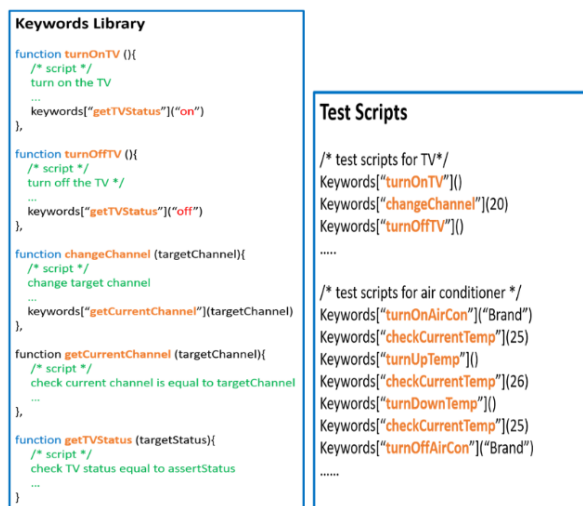 Keywords Library
function turnOnTV (){
/* script */
turn on the TV
...
keywords["getTVStatus"]("on")
},
function turnOffTV (){
/* script */
turn off the TV */
...
keywords["getTVStatus"]("off")
},
function changeChannel (targetChannel){
/* script */
change target channel
...
keywords["getCurrentChannel"](targetChannel)
},
function getCurrentChannel (targetChannel){
/* script */
check current channel is equal to targetChannel
...
},
function getTVStatus (targetStatus){
/* script */
check TV status equal to assertStatus
...
}
Test Scripts
/* test scripts for TV*/
Keywords["turnOnTV"]()
Keywords["changeChannel"](20)
Keywords["turnOffTV"]()
.....
/* test scripts for air conditioner */
Keywords["turnOnAirCon"]("Brand")
Keywords["checkCurrentTemp"](25)
Keywords["turnUpTemp"]()
Keywords["checkCurrentTemp"](26)
Keywords["turnDownTemp"]()
Keywords["checkCurrentTemp"](25)
Keywords["turnOffAirCon"]("Brand")
......